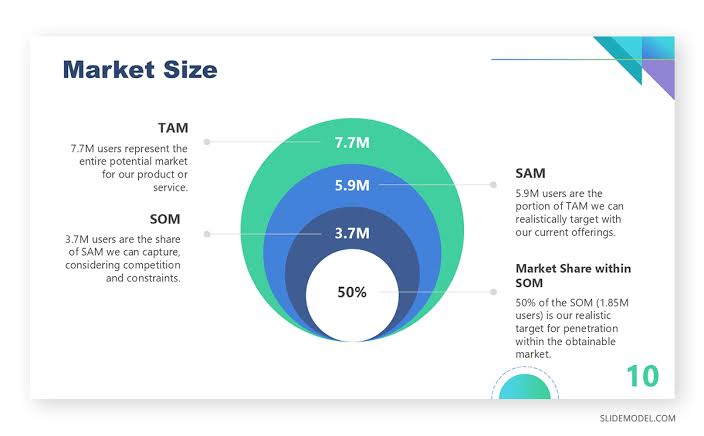 Market Size
TAM
7.7M users represent the
entire potential market
for our product or
service.
SOM
3.7M users are the share
of SAM we can capture,
considering competition
and constraints.
7.7M
5.9M
3.7M
50%
SAM
5.9M users are the
portion of TAM we can
realistically target with
our current offerings.
Market Share within
SOM
50% of the SOM (1.85M
users) is our realistic
target for penetration
within the obtainable
market.
10
SLIDEMODEL.COM